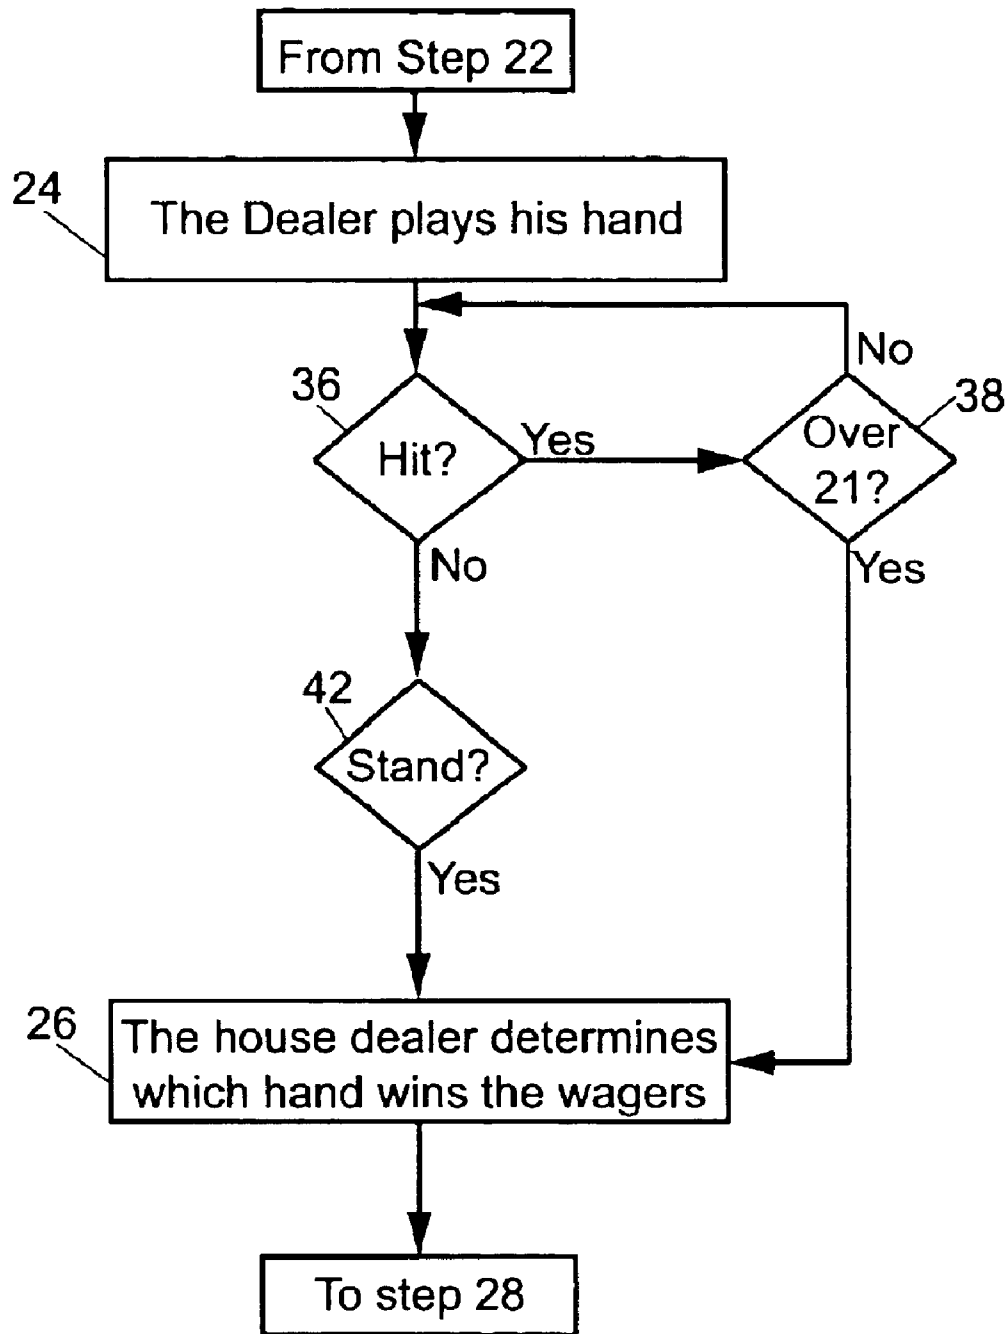 From Step 22
24
The Dealer plays his hand
No
36
38
Hit?
Yes
Over
21?
No
Yes
42
Stand?
Yes
26
The house dealer determines
which hand wins the wagers
To step 28